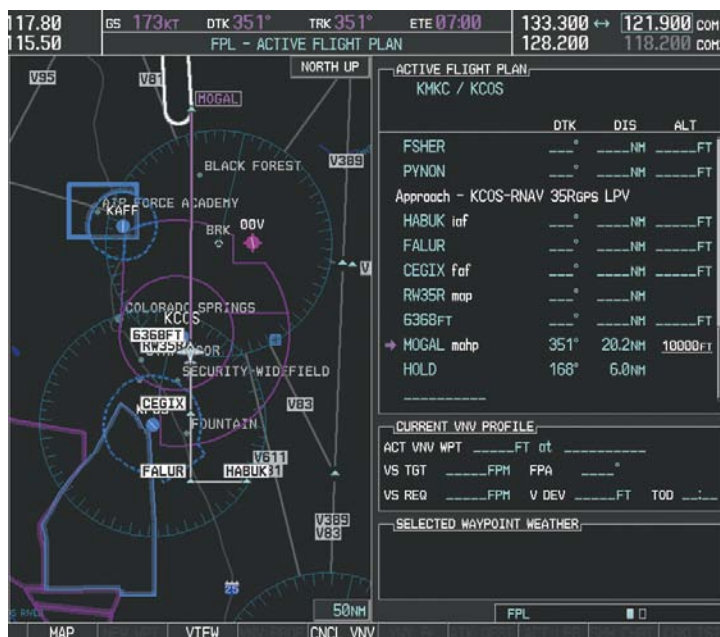 117.80 GS 173KT DTK 351° TRK 351° ETE 07:00 133.300 ↔ 121.900 COM
115.50 FPL - ACTIVE FLIGHT PLAN 128.200 118.200 COM
NORTH UP
V95
V81
MOGAL
BLACK FOREST
V389
AIR FORCE ACADEMY
KAFF
BRK
00V
V
COLORADO SPRINGS
KCOS
6368FT
RW35R
SECURITY-WIDEFIELD
CEGIX
V83
FOUNTAIN
V611
FALUR
HABUK
81
V389
V83
25
50NM
ACTIVE FLIGHT PLAN
KMKC / KCOS
DTK DIS ALT
FSHER ___° ____NM _____FT
PYNON ___° ____NM _____FT
Approach - KCOS-RNAV 35RGPS LPV
HABUK iaf ___° ____NM _____FT
FALUR ___° ____NM _____FT
CEGIX faf ___° ____NM _____FT
RW35R map ___° ____NM
6368FT ___° ____NM _____FT
MOGAL mahp 351° 20.2NM 10000FT
HOLD 168° 6.0NM
__________
CURRENT VNV PROFILE
ACT VNV WPT _____FT at __________
VS TGT _____FPM FPA ____°
VS REQ _____FPM V DEV _____FT TOD __:__
SELECTED WAYPOINT WEATHER
FPL
MAP VIEW CNCL VNV